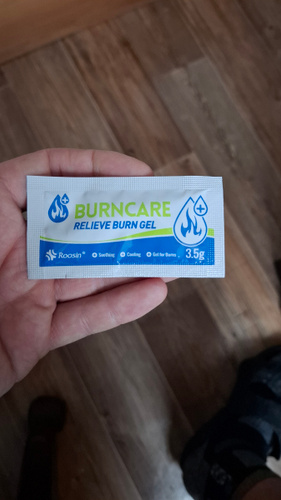 BURNCARE
RELIEVE BURN GEL
Roosin® Soothing Cooling Gel for Burns 3.5g